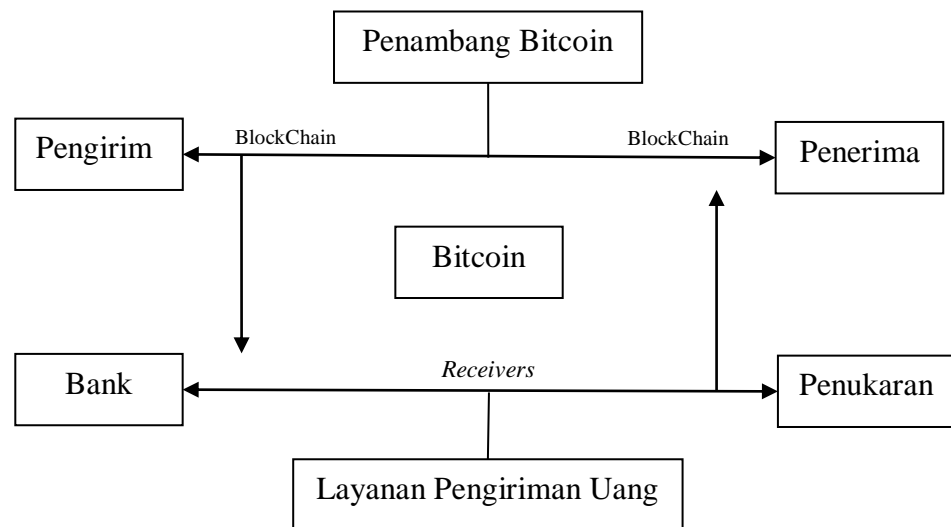 Penambang Bitcoin
BlockChain
BlockChain
Pengirim
Penerima
Bitcoin
Receivers
Bank
Penukaran
Layanan Pengiriman Uang